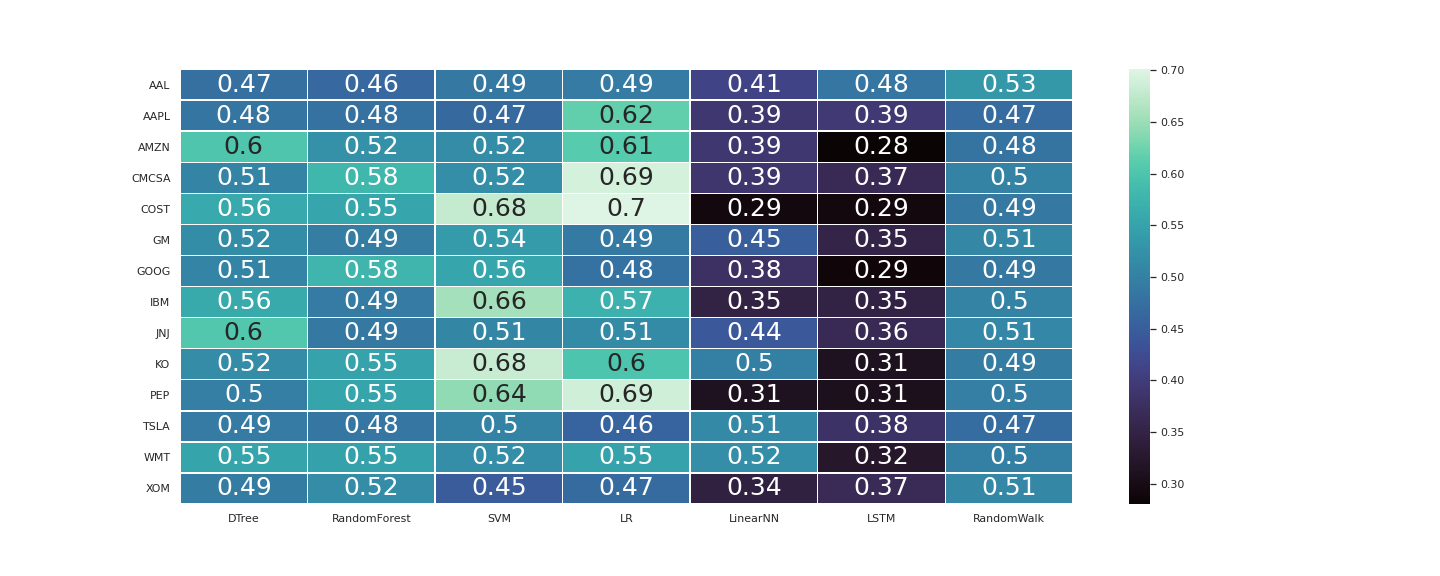 AAL 0.47 0.46 0.49 0.49 0.41 0.48 0.53
AAPL 0.48 0.48 0.47 0.62 0.39 0.39 0.47
AMZN 0.6 0.52 0.52 0.61 0.39 0.28 0.48
CMCSA 0.51 0.58 0.52 0.69 0.39 0.37 0.5
COST 0.56 0.55 0.68 0.7 0.29 0.29 0.49
GM 0.52 0.49 0.54 0.49 0.45 0.35 0.51
GOOG 0.51 0.58 0.56 0.48 0.38 0.29 0.49
IBM 0.56 0.49 0.66 0.57 0.35 0.35 0.5
JNJ 0.6 0.49 0.51 0.51 0.44 0.36 0.51
KO 0.52 0.55 0.68 0.6 0.5 0.31 0.49
PEP 0.5 0.55 0.64 0.69 0.31 0.31 0.5
TSLA 0.49 0.48 0.5 0.46 0.51 0.38 0.47
WMT 0.55 0.55 0.52 0.55 0.52 0.32 0.5
XOM 0.49 0.52 0.45 0.47 0.34 0.37 0.51
DTree RandomForest SVM LR LinearNN LSTM RandomWalk
0.70
0.65
0.60
0.55
0.50
0.45
0.40
0.35
0.30